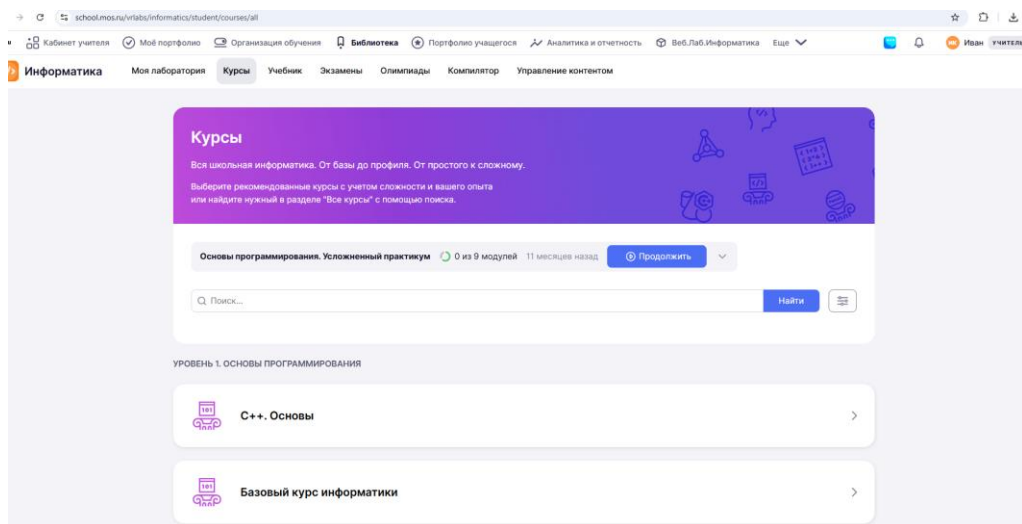 school.mos.ru/vrlabs/informatics/student/courses/all
Кабинет учителя Моё портфолио Организация обучения Библиотека Портфолио учащегося Аналитика и отчетность Веб.Лаб.Информатика Еще ИК Иван УЧИТЕЛЬ
Информатика Моя лаборатория Курсы Учебник Экзамены Олимпиады Компилятор Управление контентом
Курсы
Вся школьная информатика. От базы до профиля. От простого к сложному.
Выберите рекомендованные курсы с учетом сложности и вашего опыта
или найдите нужный в разделе "Все курсы" с помощью поиска.
Основы программирования. Усложненный практикум 0 из 9 модулей 11 месяцев назад Продолжить
Поиск... Найти
УРОВЕНЬ 1. ОСНОВЫ ПРОГРАММИРОВАНИЯ
101
C++. Основы
101
Базовый курс информатики